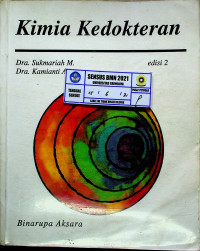 Kimia Kedokteran
Dra. Sukmariah M.
edisi 2
Dra. Kamianti A
SENSUS BMN 2021
Binarupa Aksara